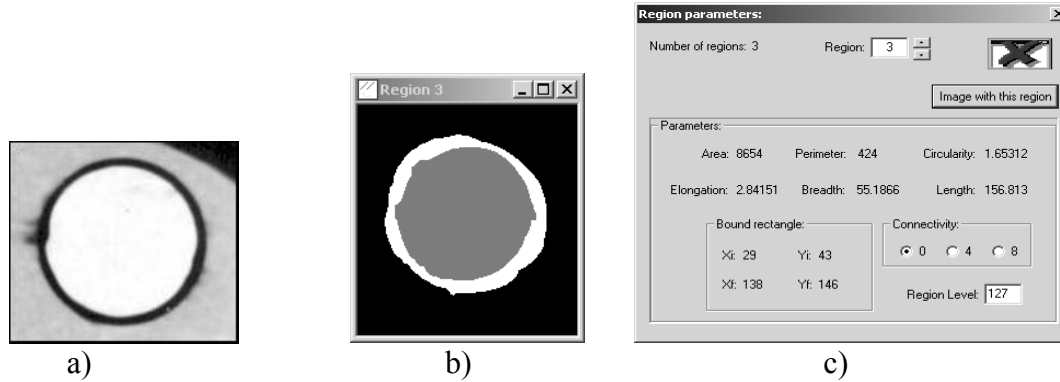 Region 3
Region parameters:
Number of regions: 3
Region: 3
Image with this region
Parameters:
Area: 8654 Perimeter: 424 Circularity: 1.65312
Elongation: 2.84151 Breadth: 55.1866 Length: 156.813
Bound rectangle:
Xi: 29 Yi: 43
Xf: 138 Yf: 146
Connectivity:
0 4 8
Region Level: 127
a)
b)
c)